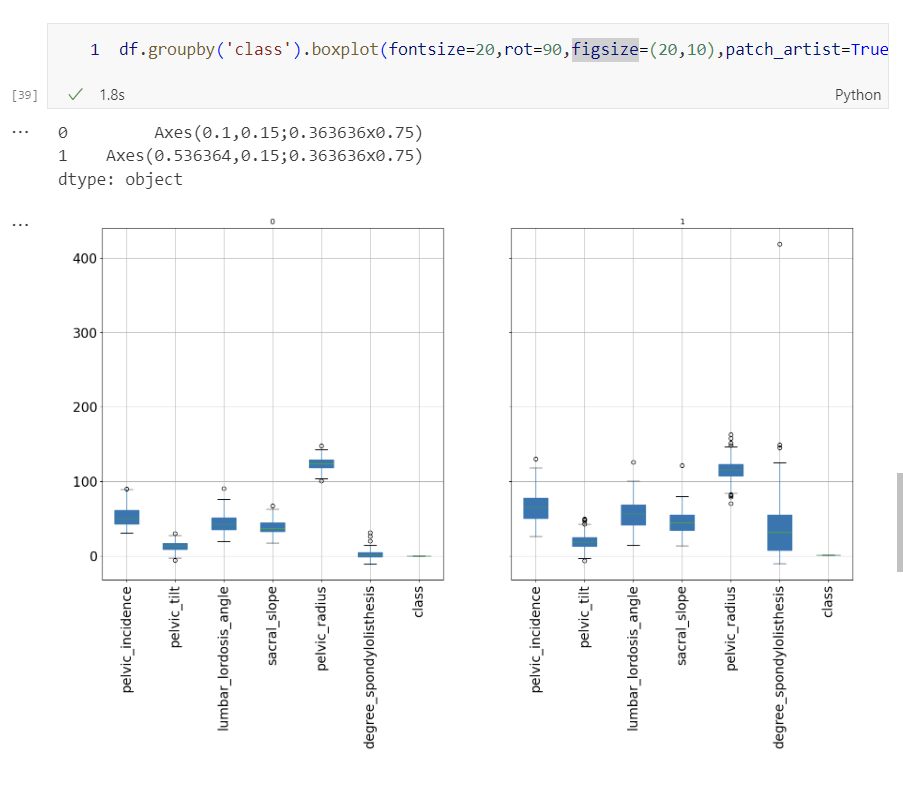 1 df.groupby('class').boxplot(fontsize=20,rot=90,figsize=(20,10),patch_artist=True
[39] 1.8s Python
... 0 Axes(0.1,0.15;0.363636x0.75)
1 Axes(0.536364,0.15;0.363636x0.75)
dtype: object
...
0 1
400
300
200
100
0
pelvic_incidence pelvic_tilt lumbar_lordosis_angle sacral_slope pelvic_radius degree_spondylolisthesis class
pelvic_incidence pelvic_tilt lumbar_lordosis_angle sacral_slope pelvic_radius degree_spondylolisthesis class